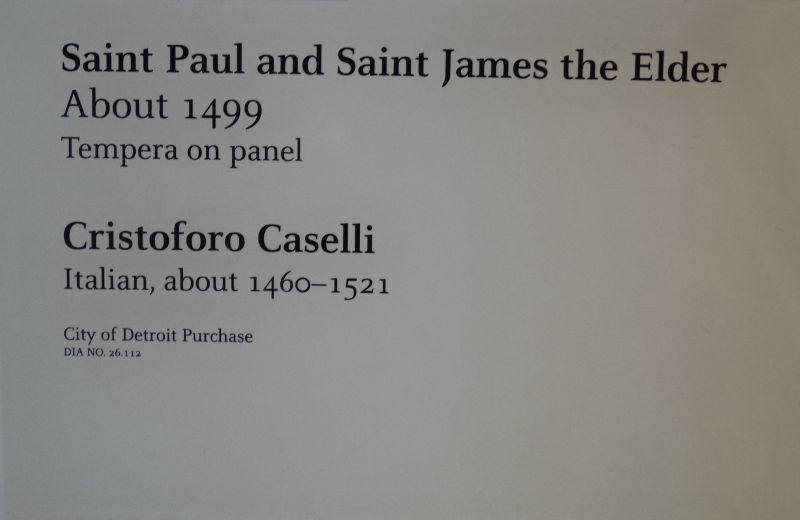 Saint Paul and Saint James the Elder
About 1499
Tempera on panel
Cristoforo Caselli
Italian, about 1460–1521
City of Detroit Purchase
DIA NO. 26.112